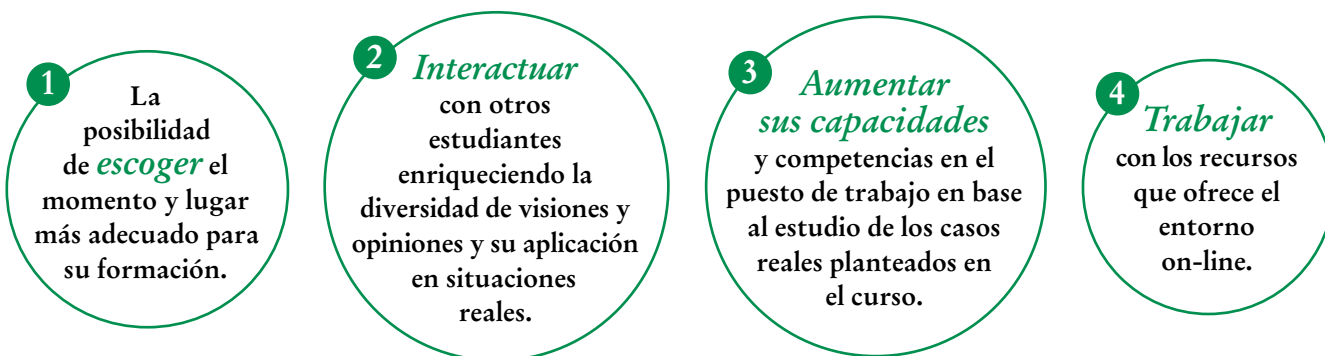 1
La
posibilidad
de escoger el
momento y lugar
más adecuado para
su formación.
2
Interactuar
con otros
estudiantes
enriqueciendo la
diversidad de visiones y
opiniones y su aplicación
en situaciones
reales.
3
Aumentar
sus capacidades
y competencias en el
puesto de trabajo en base
al estudio de los casos
reales planteados en
el curso.
4
Trabajar
con los recursos
que ofrece el
entorno
on-line.